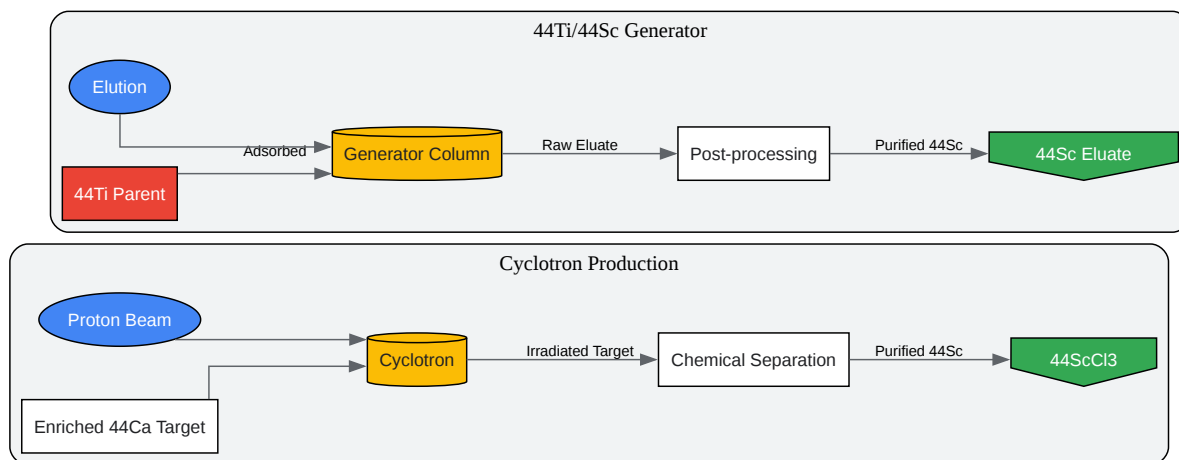 44Ti/44Sc Generator
Elution
Adsorbed
Generator Column
Raw Eluate
Post-processing
Purified 44Sc
44Sc Eluate
44Ti Parent
Cyclotron Production
Proton Beam
Cyclotron
Irradiated Target
Chemical Separation
Purified 44Sc
44ScCl3
Enriched 44Ca Target